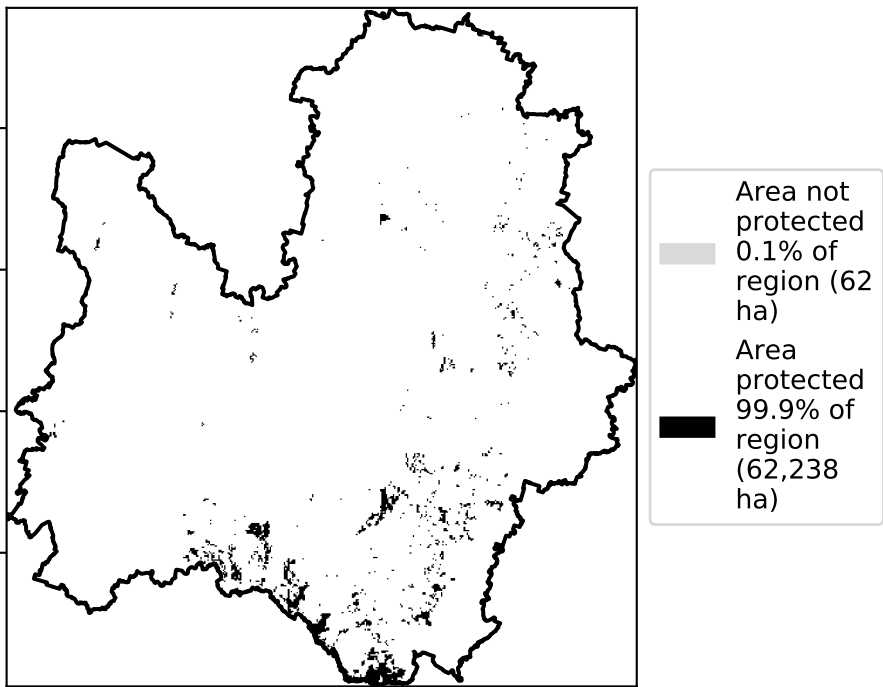 Area not
protected
0.1% of
region (62
ha)
Area
protected
99.9% of
region
(62,238
ha)